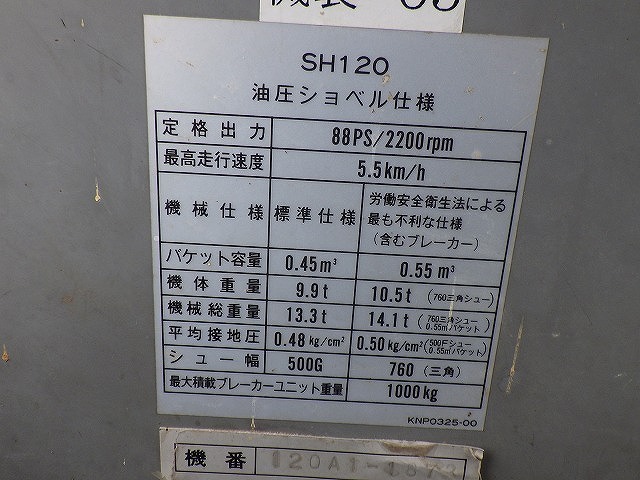 SH120
油圧ショベル仕様
定格出力 88PS/2200rpm
最高走行速度 5.5km/h
機械仕様 標準仕様 労働安全衛生法による
最も不利な仕様
(含むブレーカー)
バケット容量 0.45m³ 0.55m³
機体重量 9.9t 10.5t (760三角シュー)
機械総重量 13.3t 14.1t (760三角シュー
0.55m³バケット)
平均接地圧 0.48kg/cm² 0.50kg/cm² (500Fシュー
0.55m³バケット)
シュー幅 500G 760 (三角)
最大積載ブレーカーユニット重量 1000kg
KNP0325-00
機番 120A1-